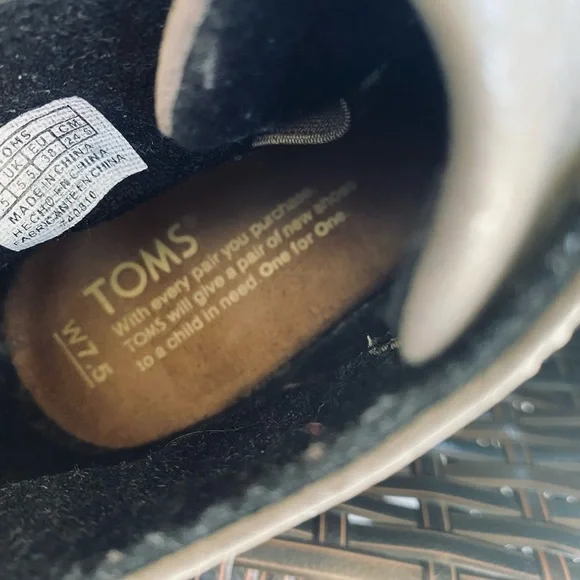 TOMS
UK EU CM
5.5 38 24.5
MADE IN CHINA
HECHO EN CHINA
FABRIQUÉ EN CHINA
TOMS®
With every pair you purchase,
TOMS will give a pair of new shoes
to a child in need. One for One.
W7.5